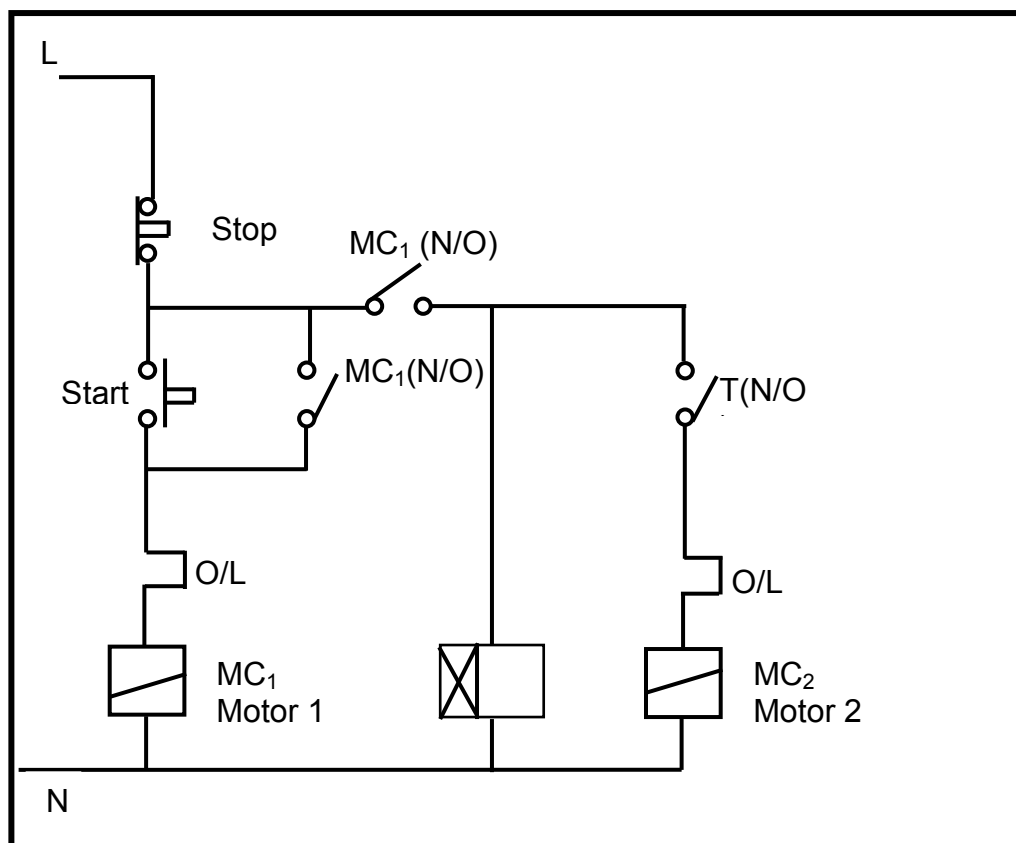 L
Stop
MC₁ (N/O)
Start
MC₁(N/O)
T(N/O
O/L
O/L
MC₁
Motor 1
MC₂
Motor 2
N